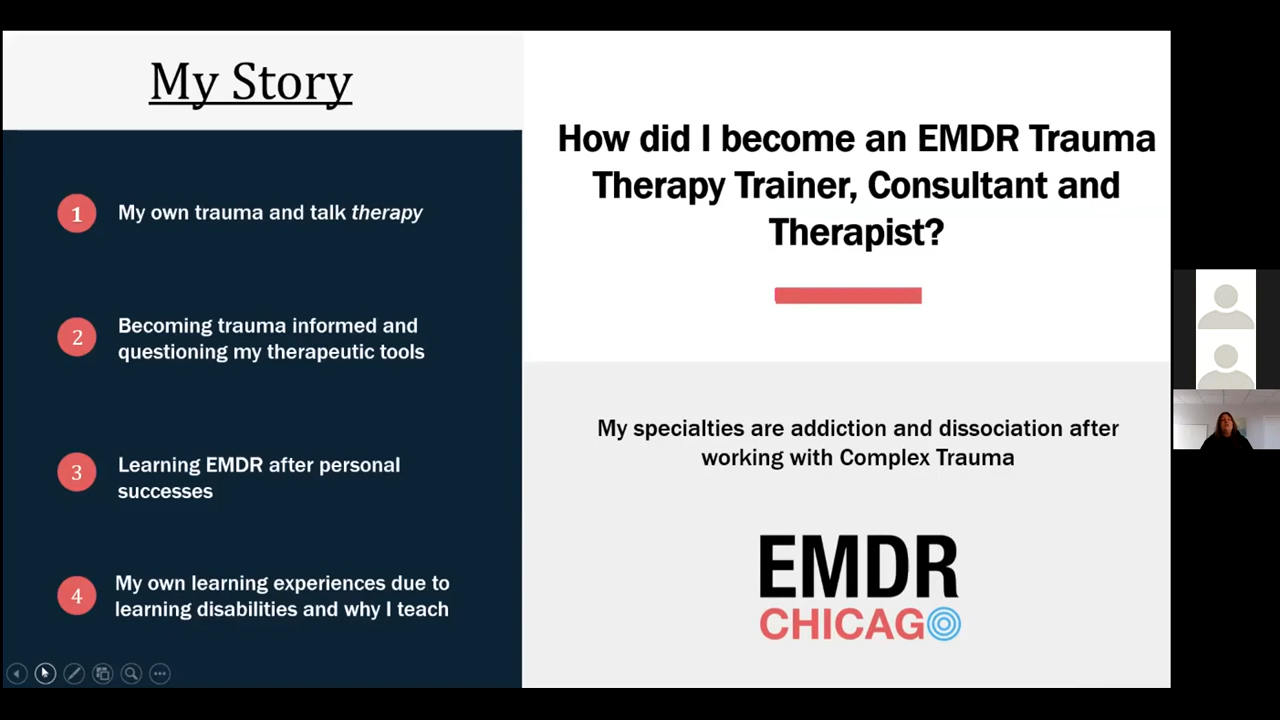 My Story
1 My own trauma and talk therapy
2 Becoming trauma informed and
questioning my therapeutic tools
3 Learning EMDR after personal
successes
4 My own learning experiences due to
learning disabilities and why I teach
How did I become an EMDR Trauma
Therapy Trainer, Consultant and
Therapist?
My specialties are addiction and dissociation after
working with Complex Trauma
EMDR
CHICAGO